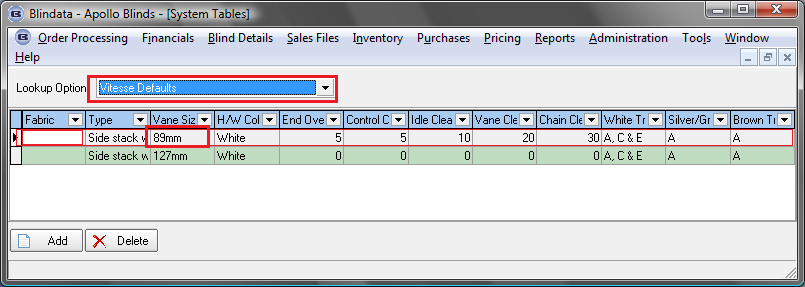 Blindata - Apollo Blinds - [System Tables]
Order Processing Financials Blind Details Sales Files Inventory Purchases Pricing Reports Administration Tools Window
Help
Lookup Option Vitesse Defaults
Fabric Type Vane Siz H/W Col End Ove Control C Idle Clea Vane Cle Chain Cle White Tr Silver/Gr Brown Tr
Side stack w 89mm White 5 5 10 20 30 A, C & E A A
Side stack w 127mm White 0 0 0 0 0 A, C & E A A
Add Delete